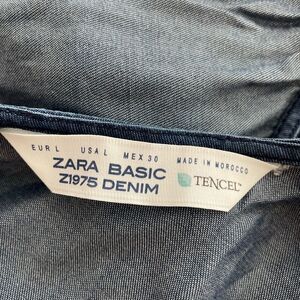 EUR L USA L MEX 30 MADE IN MOROCCO
ZARA BASIC
Z1975 DENIM
TENCEL